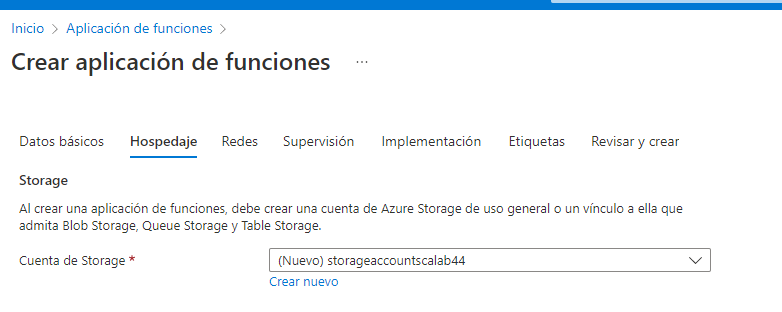 Inicio > Aplicación de funciones >
Crear aplicación de funciones ...
Datos básicos Hospedaje Redes Supervisión Implementación Etiquetas Revisar y crear
Storage
Al crear una aplicación de funciones, debe crear una cuenta de Azure Storage de uso general o un vínculo a ella que
admita Blob Storage, Queue Storage y Table Storage.
Cuenta de Storage * (Nuevo) storageaccountscalab44
Crear nuevo